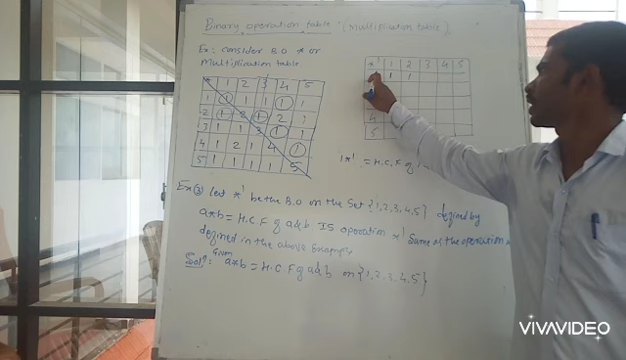 Binary operation table (Multiplication table)
Ex: Consider B.O * or
Multiplication table
* 1 2 3 4 5
1 1 1 1 1 1
2 1 2 1 2 1
3 1 1 3 1 1
4 1 2 1 4 1
5 1 1 1 1 5
*' 1 2 3 4 5
1 1
4
5
1*' = H.C.F of
Ex ③ Let *' be the B.O on the Set {1,2,3,4,5} defined by
a*b = H.C.F of a&b IS operation *' Same as the operation
defined in the above
Sol: Given
a*b = H.C.F of a&b on {1,2,3,4,5}
VIVAVIDEO